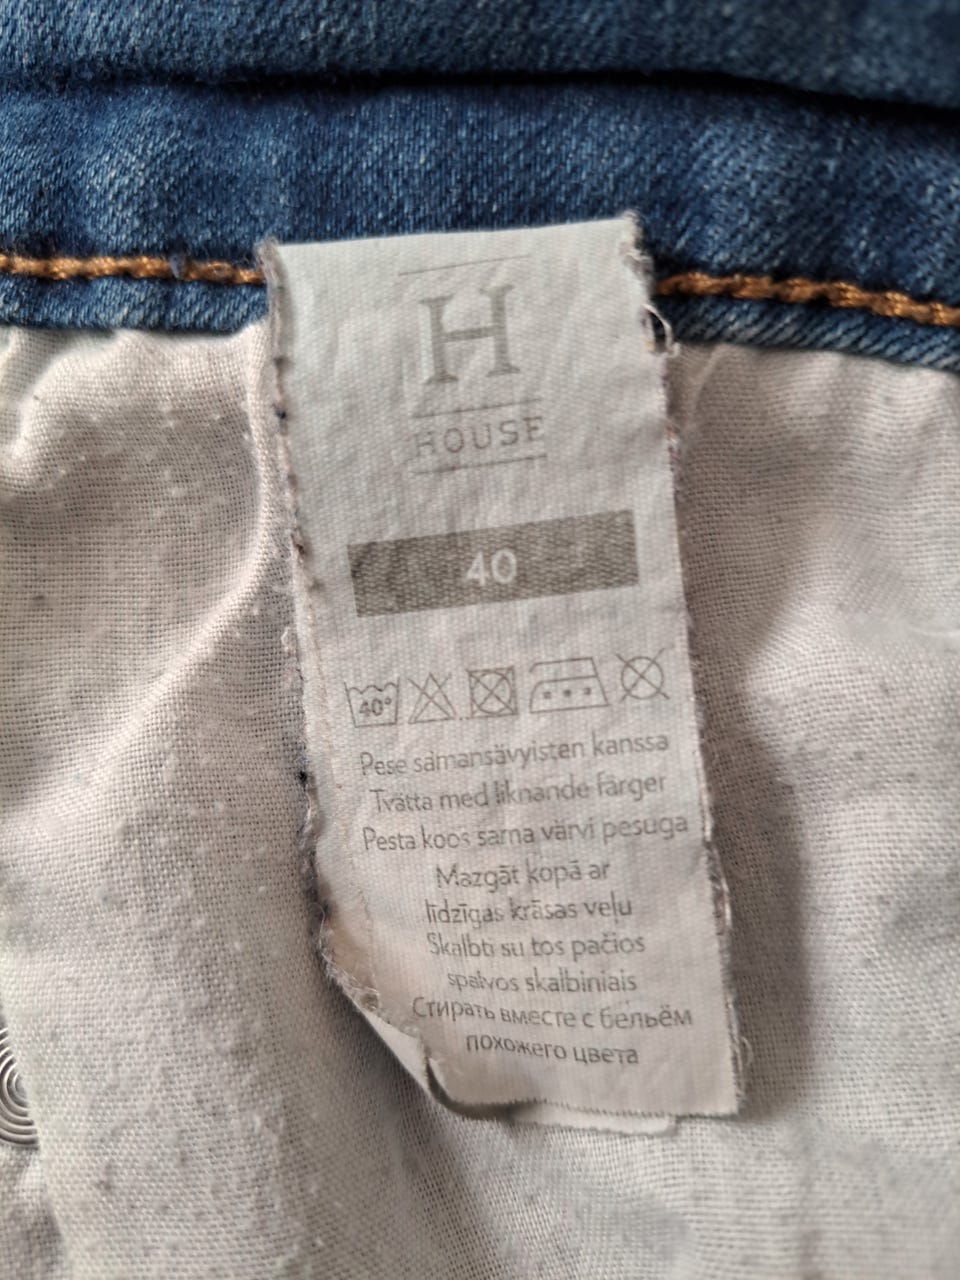 H
HOUSE
40
40°
Pese samansävyisten kanssa
Tvätta med liknande färger
Pesta koos sama värvi pesuga
Mazgāt kopā ar
līdzīgas krāsas veļu
Skalbti su tos pačios
spalvos skalbiniais
Стирать вместе с бельём
похожего цвета